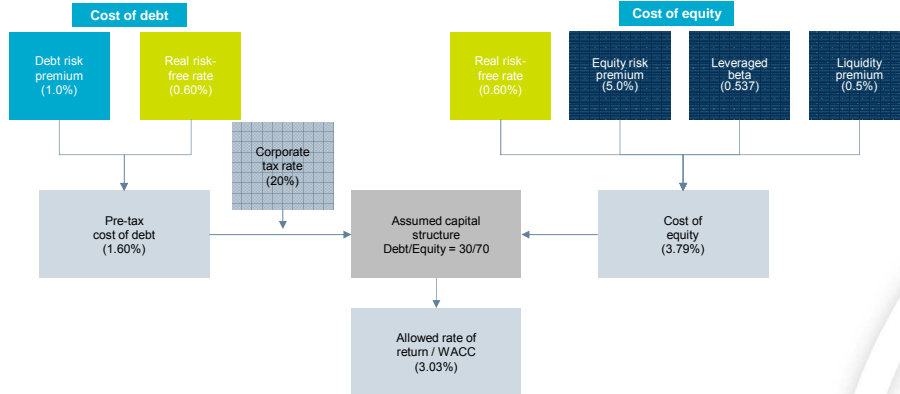 Cost of debt
Cost of equity
Debt risk
premium
(1.0%)
Real risk-
free rate
(0.60%)
Real risk-
free rate
(0.60%)
Equity risk
premium
(5.0%)
Leveraged
beta
(0.537)
Liquidity
premium
(0.5%)
Corporate
tax rate
(20%)
Pre-tax
cost of debt
(1.60%)
Assumed capital
structure
Debt/Equity = 30/70
Cost of
equity
(3.79%)
Allowed rate of
return / WACC
(3.03%)